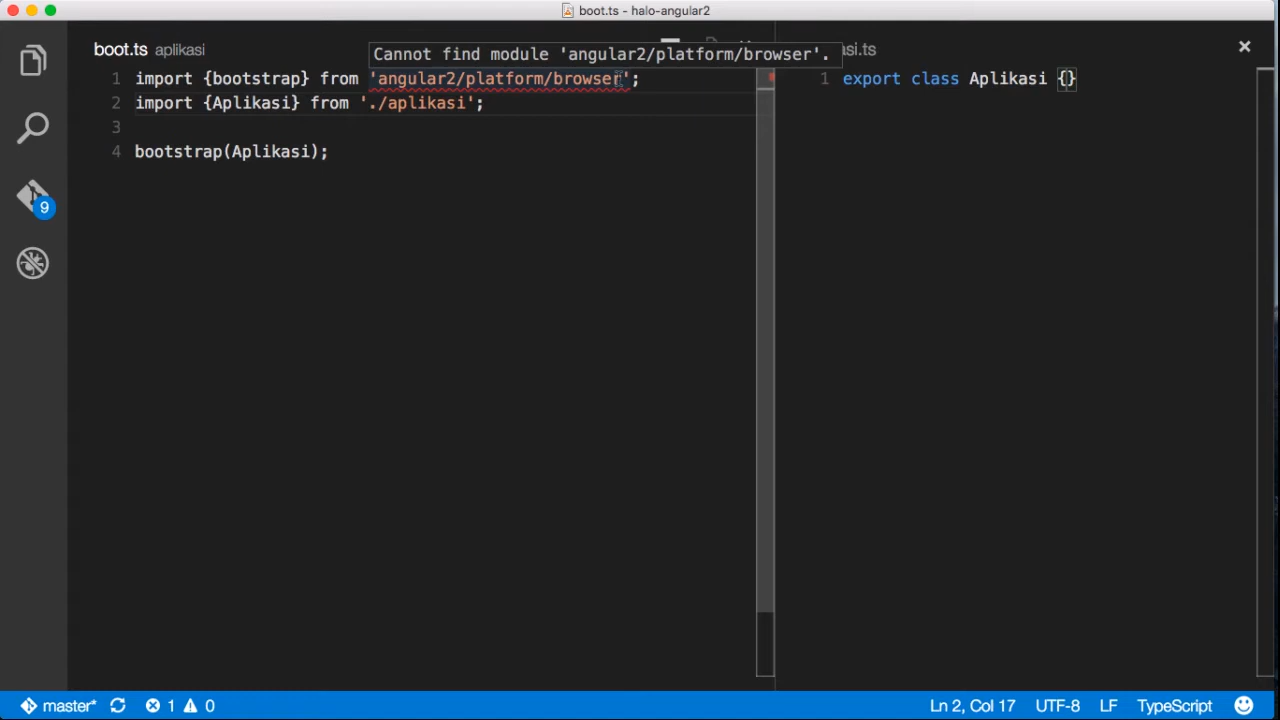 boot.ts - halo-angular2
boot.ts aplikasi
Cannot find module 'angular2/platform/browser'.
1 import {bootstrap} from 'angular2/platform/browser';
2 import {Aplikasi} from './aplikasi';
3
4 bootstrap(Aplikasi);
si.ts
1 export class Aplikasi {}
9
master* 1 0 Ln 2, Col 17 UTF-8 LF TypeScript